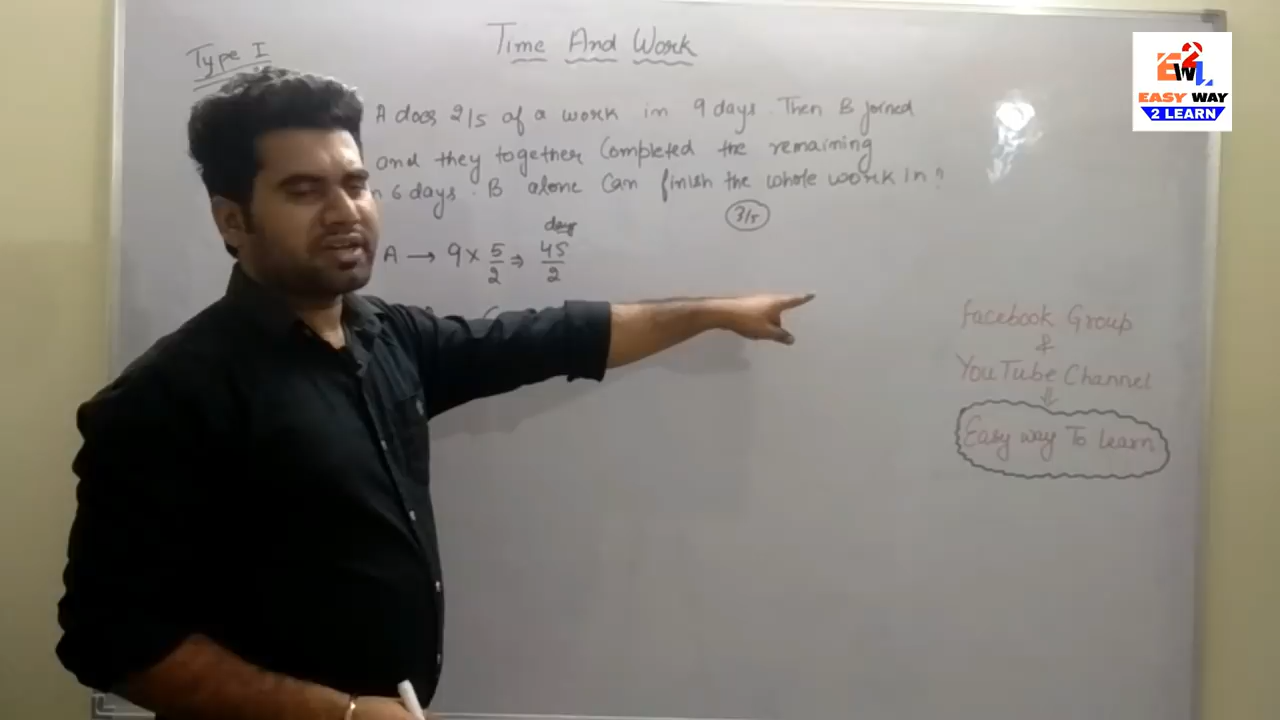 Time And Work
Type I
A does 2/5 of a work in 9 days Then B joined
and they together Completed the remaining
n 6 days. B alone Can finish the whole work in?
3/5
days
A → 9 × 5/2 ⇒ 45/2
Facebook Group
&
YouTube Channel
⇓
Easy way To Learn
E2WL
EASY WAY
2 LEARN